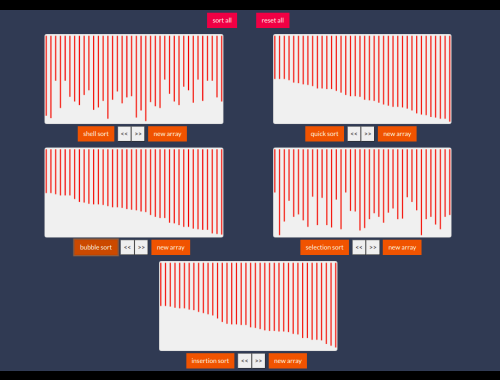 sort all reset all
shell sort << >> new array quick sort << >> new array
bubble sort << >> new array selection sort << >> new array
insertion sort << >> new array